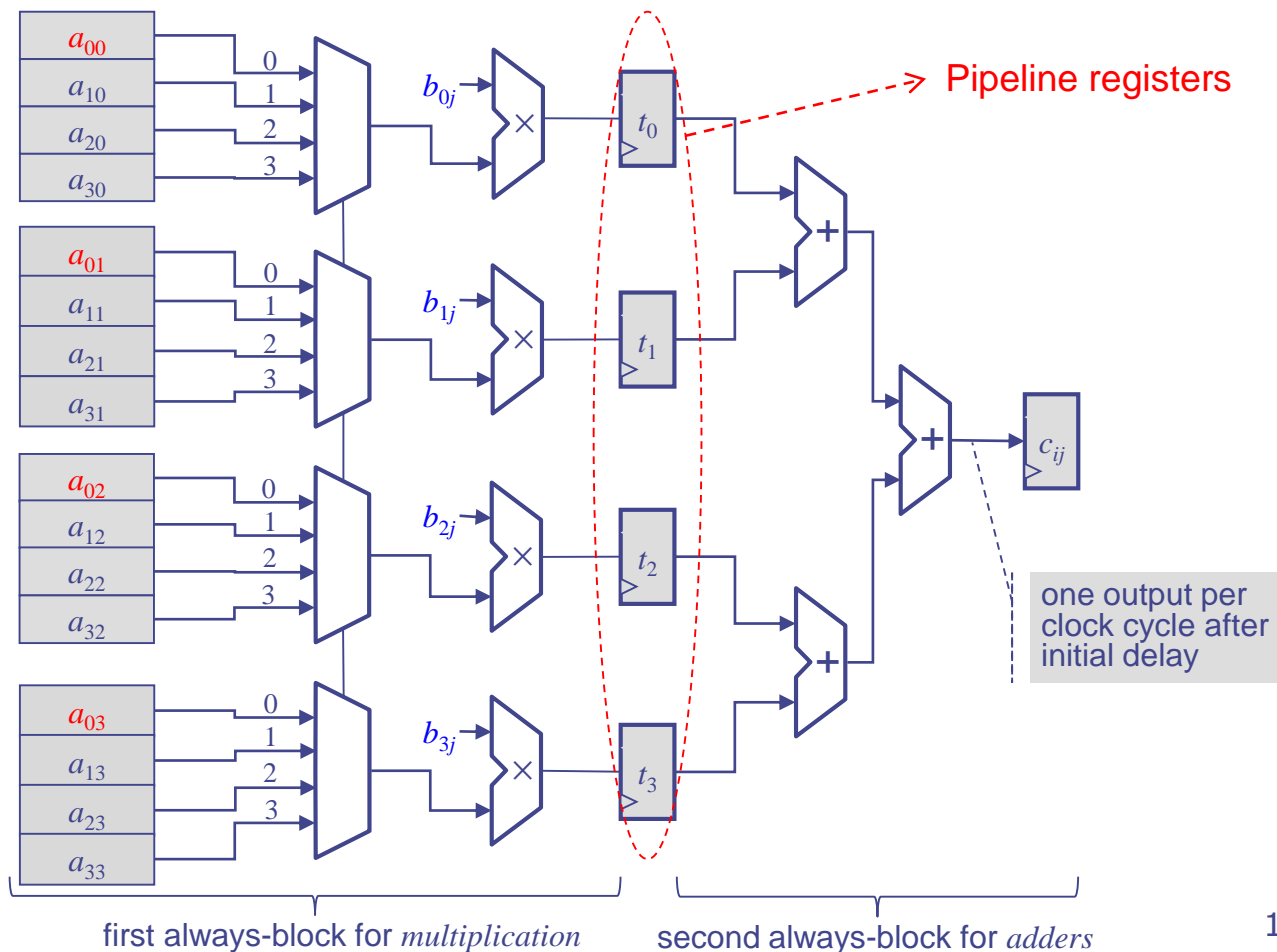 a00
a10
a20
a30
0
1
2
3
b0j
×
t0
Pipeline registers
+
a01
a11
a21
a31
0
1
2
3
b1j
×
t1
+
cij
a02
a12
a22
a32
0
1
2
3
b2j
×
t2
+
one output per
clock cycle after
initial delay
a03
a13
a23
a33
0
1
2
3
b3j
×
t3
first always-block for multiplication
second always-block for adders
1